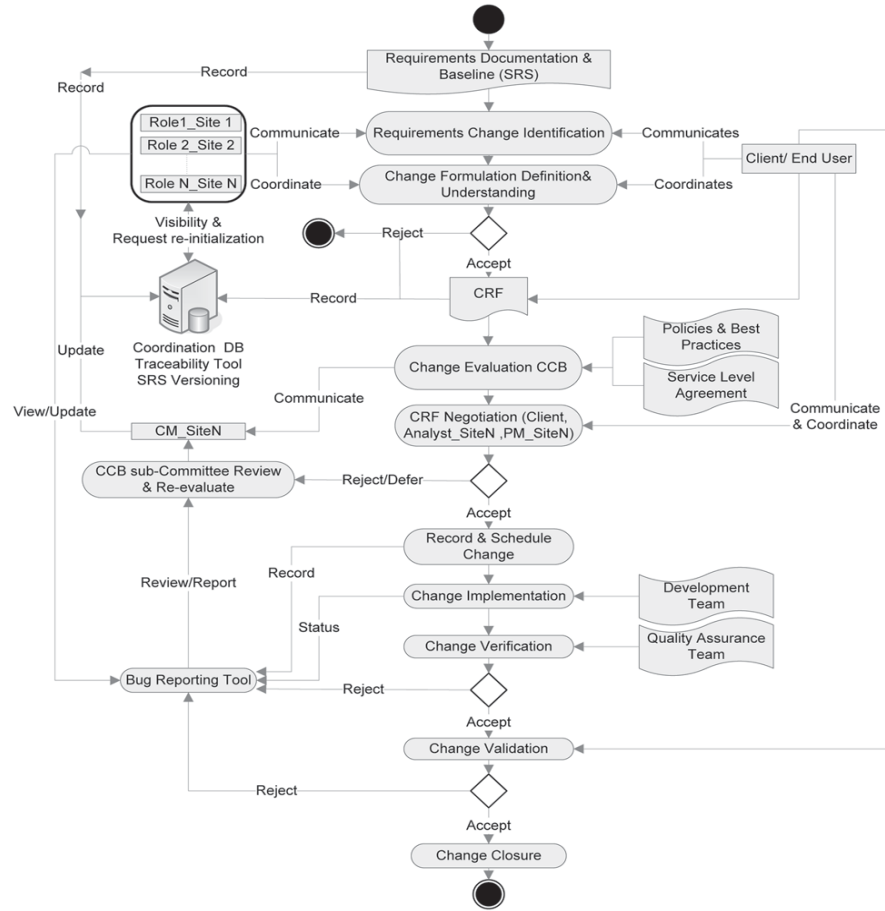 Requirements Documentation &
Baseline (SRS)
Record
Record
Role1_Site 1
Role 2_Site 2
Role N_Site N
Communicate
Coordinate
Requirements Change Identification
Communicates
Client/ End User
Change Formulation Definition&
Understanding
Coordinates
Visibility &
Request re-initialization
Reject
Accept
CRF
Record
Coordination  DB
Traceability Tool
SRS Versioning
Policies & Best
Practices
Update
Change Evaluation CCB
Service Level
Agreement
Communicate
View/Update
Communicate
& Coordinate
CM_SiteN
CRF Negotiation (Client,
Analyst_SiteN ,PM_SiteN)
CCB sub-Committee Review
& Re-evaluate
Reject/Defer
Accept
Record & Schedule
Change
Record
Review/Report
Change Implementation
Development
Team
Status
Change Verification
Quality Assurance
Team
Bug Reporting Tool
Reject
Accept
Change Validation
Reject
Accept
Change Closure